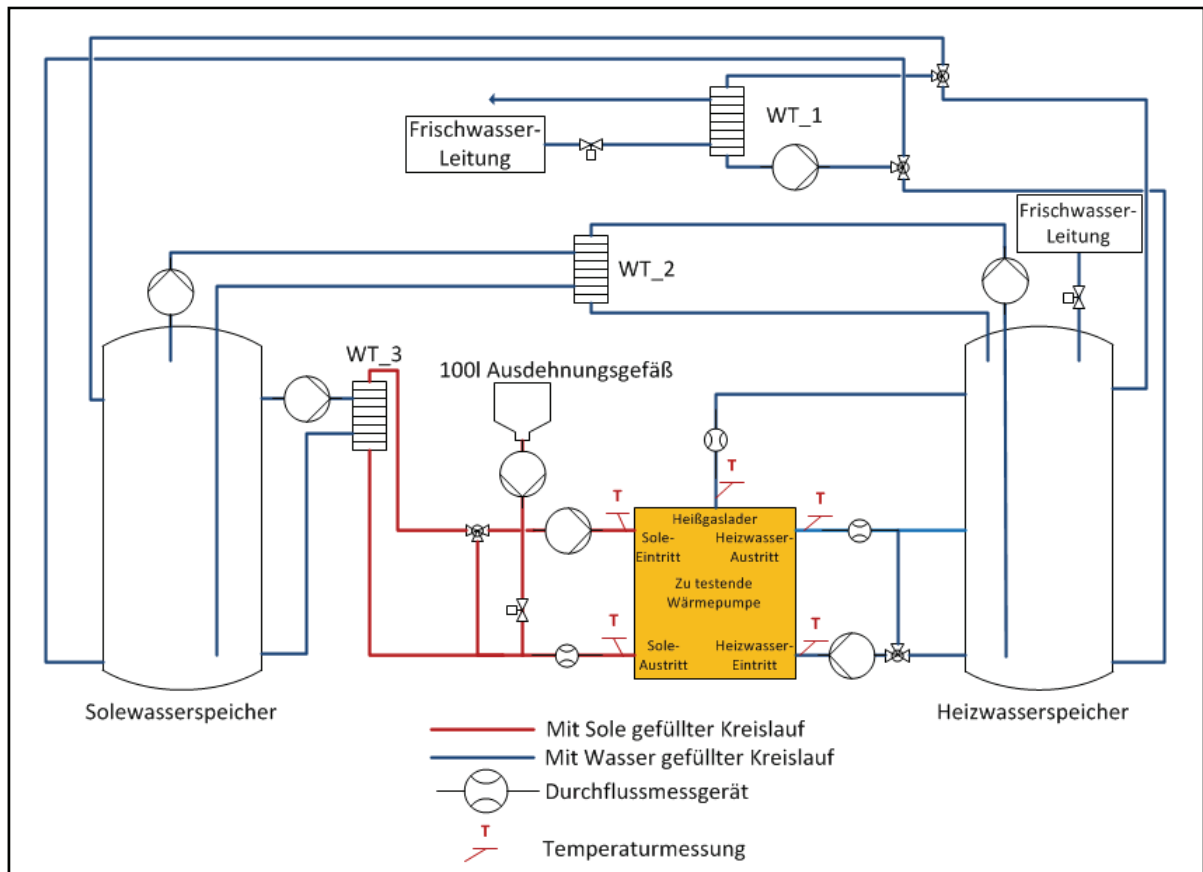 WT_1
Frischwasser-
Leitung
Frischwasser-
Leitung
WT_2
WT_3
100l Ausdehnungsgefäß
T
T
T
Heißgaslader
Sole-
Eintritt
Heizwasser-
Austritt
Zu testende
Wärmepumpe
T
T
Sole-
Austritt
Heizwasser-
Eintritt
Solewasserspeicher
Heizwasserspeicher
Mit Sole gefüllter Kreislauf
Mit Wasser gefüllter Kreislauf
Durchflussmessgerät
T
Temperaturmessung